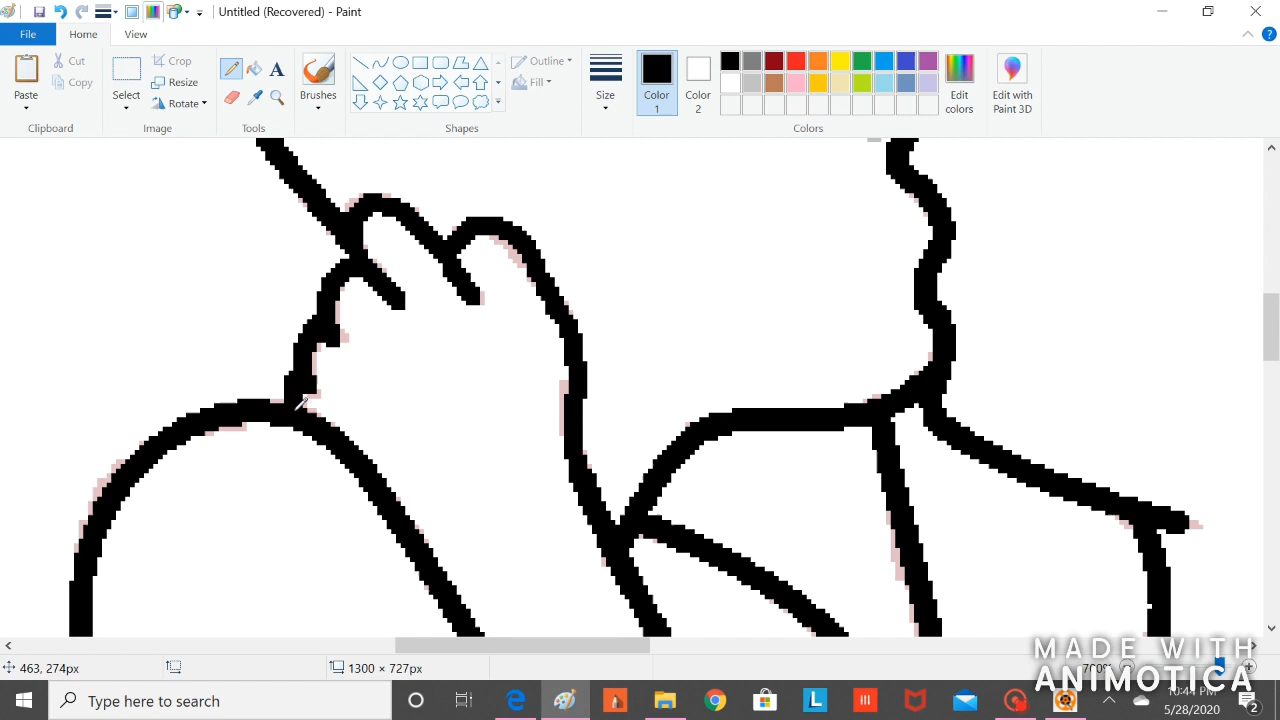 Untitled (Recovered) - Paint
File Home View
Paste
Cut
Copy
Clipboard
Select
Crop
Rotate
Image
A
Tools
Brushes
Outline
Fill
Shapes
Size
Color 1
Color 2
Edit colors
Colors
Edit with Paint 3D
463, 274px
1300 × 727px
MADE WITH
ANIMOTICA
Type here to search
L
5/28/2020
2